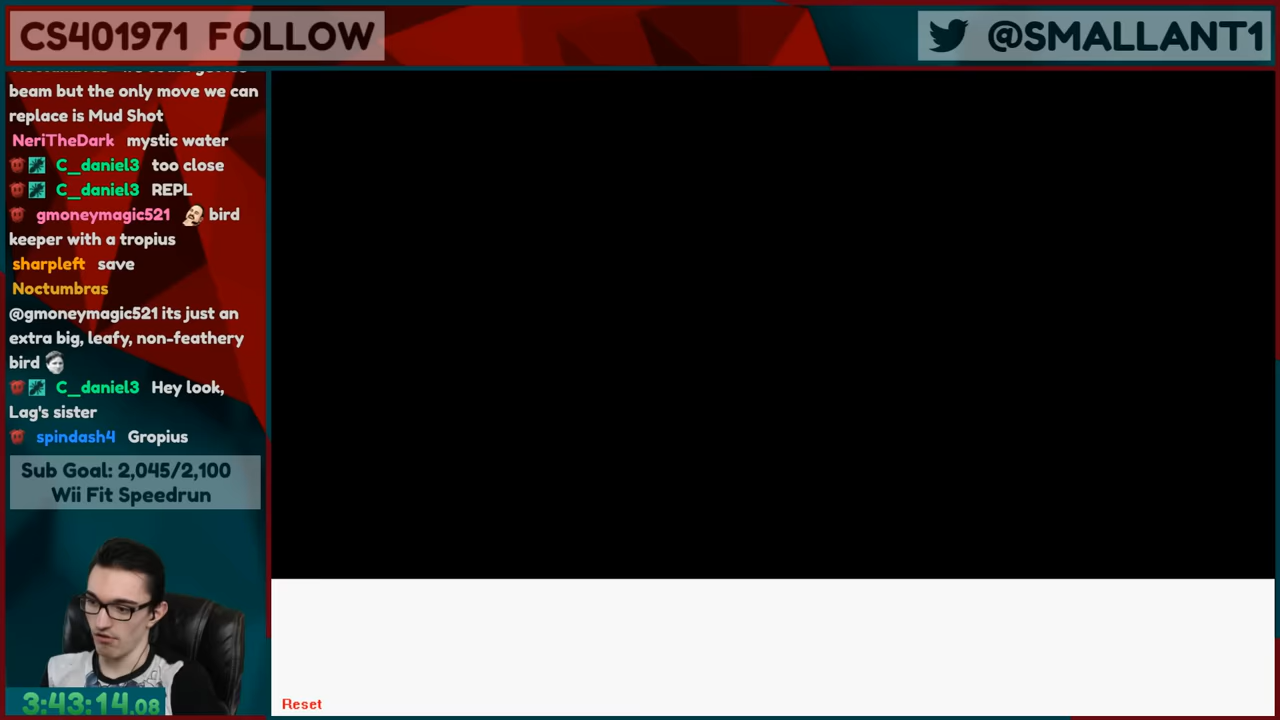 CS401971 FOLLOW
@SMALLANT1
beam but the only move we can
replace is Mud Shot
NeriTheDark mystic water
C__daniel3 too close
C__daniel3 REPL
gmoneymagic521 bird
keeper with a tropius
sharpleft save
Noctumbras
@gmoneymagic521 its just an
extra big, leafy, non-feathery
bird
C__daniel3 Hey look,
Lag's sister
spindash4 Gropius
Sub Goal: 2,045/2,100
Wii Fit Speedrun
3:43:14.08
Reset